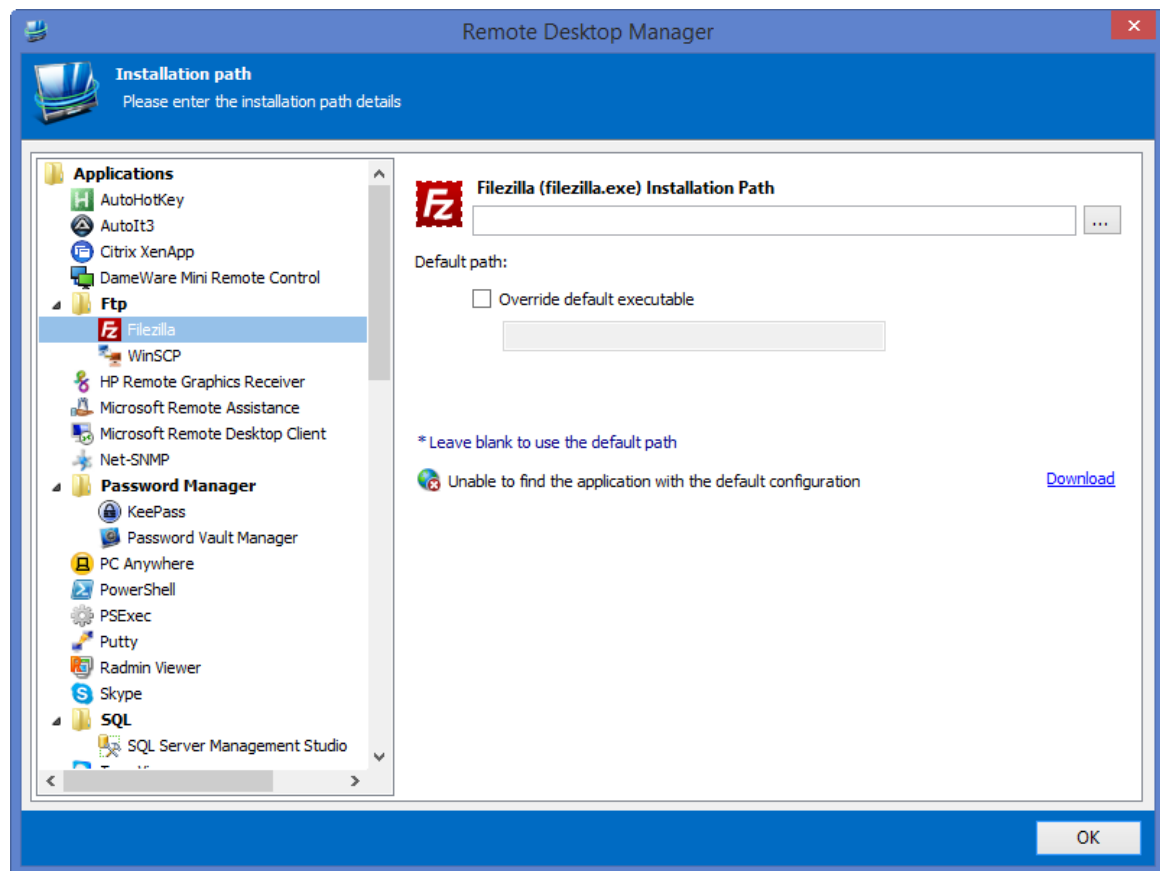 Remote Desktop Manager
Installation path
Please enter the installation path details
Applications
AutoHotKey
AutoIt3
Citrix XenApp
DameWare Mini Remote Control
Ftp
Filezilla
WinSCP
HP Remote Graphics Receiver
Microsoft Remote Assistance
Microsoft Remote Desktop Client
Net-SNMP
Password Manager
KeePass
Password Vault Manager
PC Anywhere
PowerShell
PSExec
Putty
Radmin Viewer
Skype
SQL
SQL Server Management Studio
Fz
Filezilla (filezilla.exe) Installation Path
...
Default path:
Override default executable
*Leave blank to use the default path
Unable to find the application with the default configuration
Download
OK